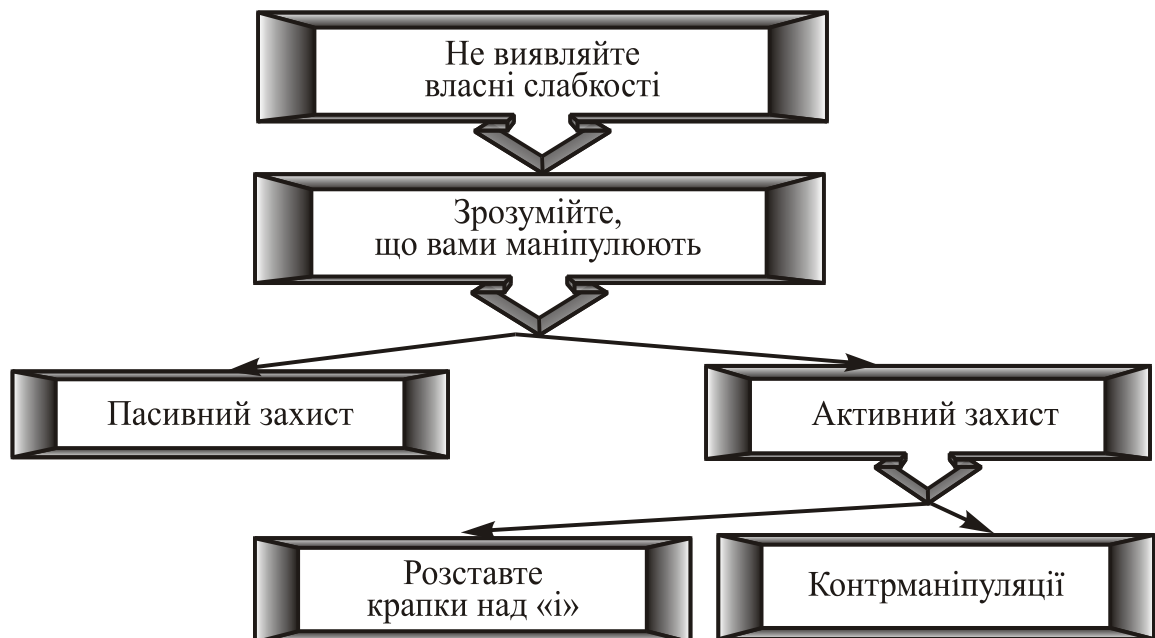 Не виявляйте
власні слабкості
Зрозумійте,
що вами маніпулюють
Пасивний захист
Активний захист
Розставте
крапки над «і»
Контрманіпуляції